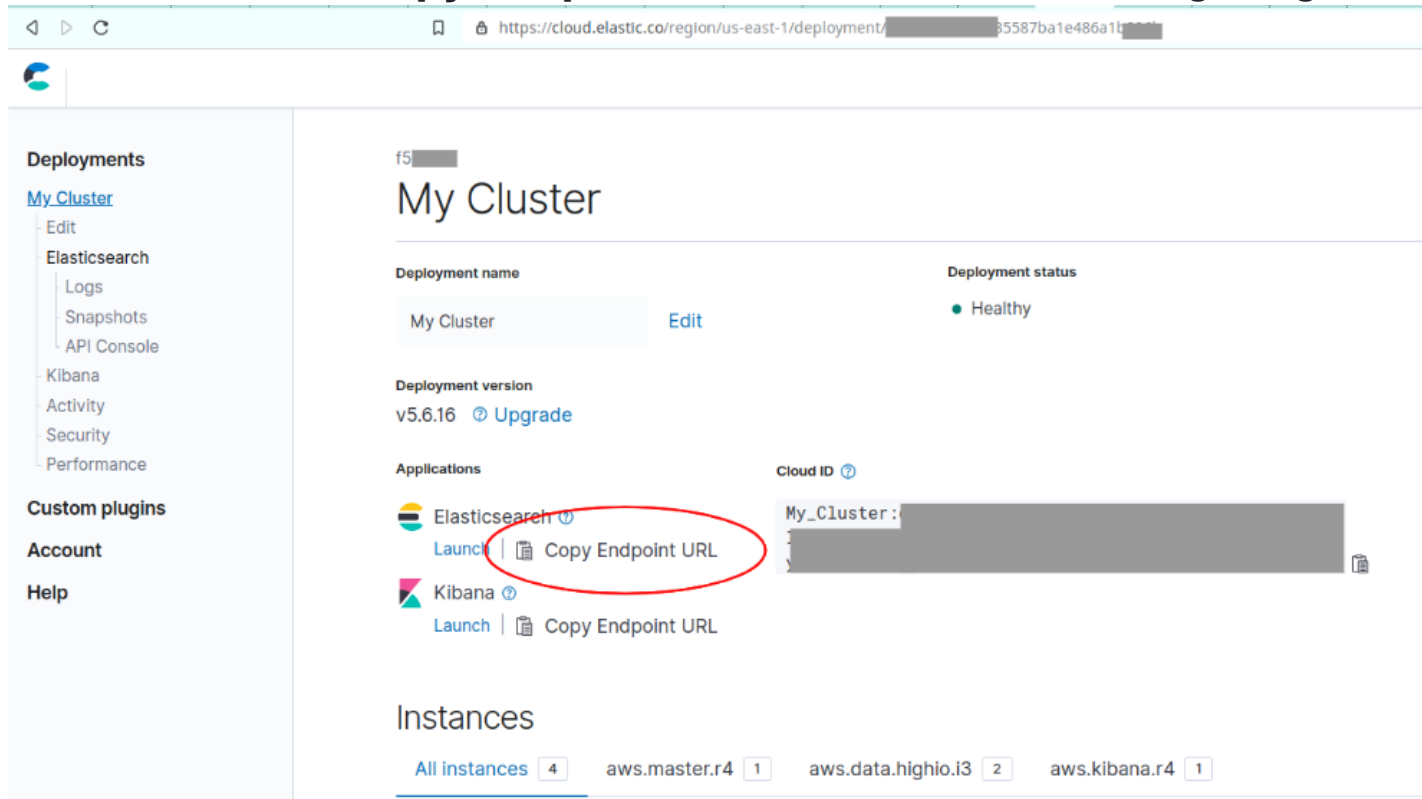 https://cloud.elastic.co/region/us-east-1/deployment/ 35587ba1e486a1b
Deployments
My Cluster
Edit
Elasticsearch
Logs
Snapshots
API Console
Kibana
Activity
Security
Performance
Custom plugins
Account
Help
f5
My Cluster
Deployment name
Deployment status
My Cluster
Edit
Healthy
Deployment version
v5.6.16 Upgrade
Applications
Cloud ID
Elasticsearch
Launch | Copy Endpoint URL
My_Cluster:
Kibana
Launch | Copy Endpoint URL
Instances
All instances 4 aws.master.r4 1 aws.data.highio.i3 2 aws.kibana.r4 1